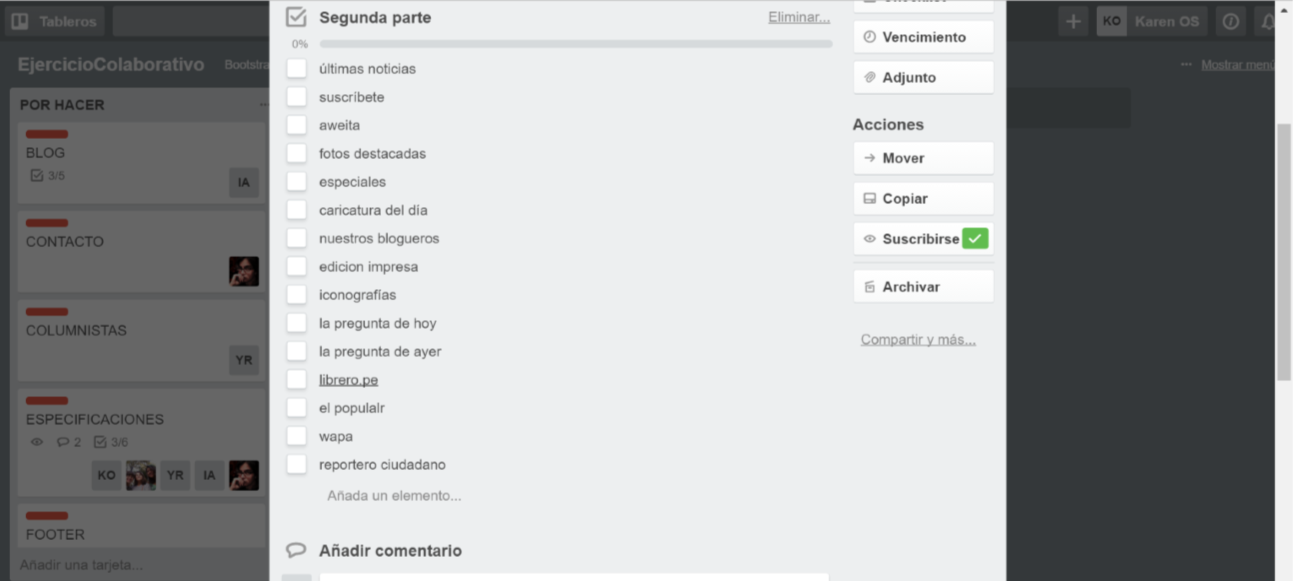 Tableros
KO Karen OS
EjercicioColaborativo Bootstra
Mostrar menú
POR HACER
BLOG
3/5
IA
CONTACTO
COLUMNISTAS
YR
ESPECIFICACIONES
2 3/6
KO YR IA
FOOTER
Añadir una tarjeta...
Segunda parte Eliminar...
0%
últimas noticias
suscríbete
aweita
fotos destacadas
especiales
caricatura del día
nuestros blogueros
edicion impresa
iconografías
la pregunta de hoy
la pregunta de ayer
librero.pe
el populalr
wapa
reportero ciudadano
Añada un elemento...
Añadir comentario
Checklist
Vencimiento
Adjunto
Acciones
Mover
Copiar
Suscribirse
Archivar
Compartir y más...